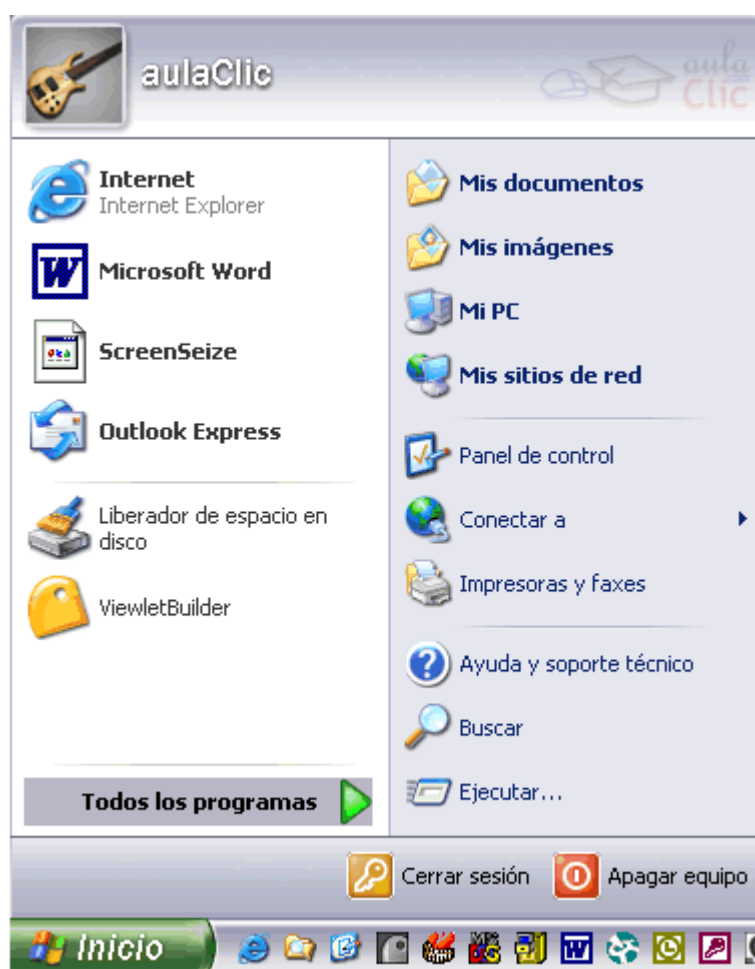 aulaClic
aula
Clic
Internet
Internet Explorer
Microsoft Word
ScreenSeize
Outlook Express
Liberador de espacio en
disco
ViewletBuilder
Todos los programas
Mis documentos
Mis imágenes
Mi PC
Mis sitios de red
Panel de control
Conectar a
Impresoras y faxes
Ayuda y soporte técnico
Buscar
Ejecutar...
Cerrar sesión
Apagar equipo
Inicio